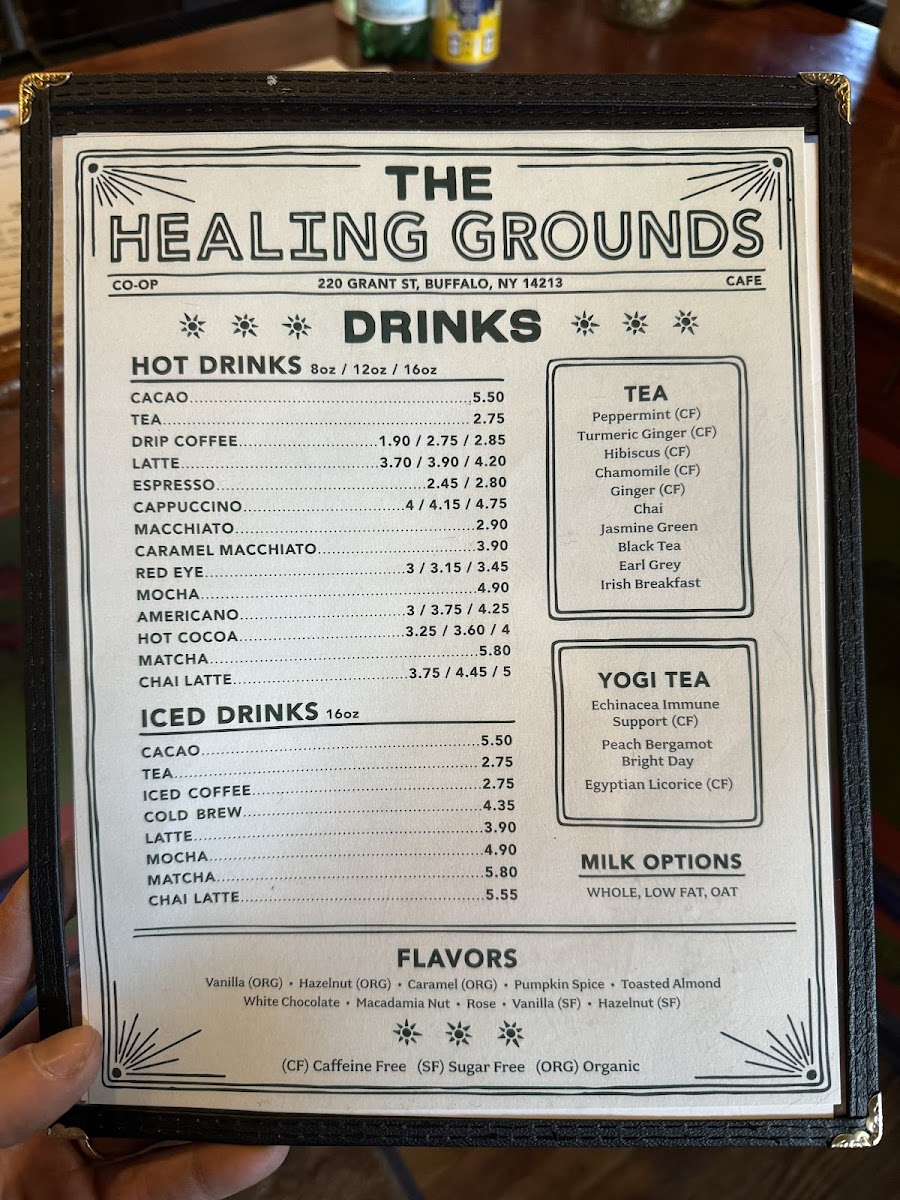 THE
HEALING GROUNDS
CO-OP 220 GRANT ST, BUFFALO, NY 14213 CAFE
DRINKS
HOT DRINKS 8oz / 12oz / 16oz
CACAO 5.50
TEA 2.75
DRIP COFFEE 1.90 / 2.75 / 2.85
LATTE 3.70 / 3.90 / 4.20
ESPRESSO 2.45 / 2.80
CAPPUCCINO 4 / 4.15 / 4.75
MACCHIATO 2.90
CARAMEL MACCHIATO 3.90
RED EYE 3 / 3.15 / 3.45
MOCHA 4.90
AMERICANO 3 / 3.75 / 4.25
HOT COCOA 3.25 / 3.60 / 4
MATCHA 5.80
CHAI LATTE 3.75 / 4.45 / 5
ICED DRINKS 16oz
CACAO 5.50
TEA 2.75
ICED COFFEE 2.75
COLD BREW 4.35
LATTE 3.90
MOCHA 4.90
MATCHA 5.80
CHAI LATTE 5.55
TEA
Peppermint (CF)
Turmeric Ginger (CF)
Hibiscus (CF)
Chamomile (CF)
Ginger (CF)
Chai
Jasmine Green
Black Tea
Earl Grey
Irish Breakfast
YOGI TEA
Echinacea Immune
Support (CF)
Peach Bergamot
Bright Day
Egyptian Licorice (CF)
MILK OPTIONS
WHOLE, LOW FAT, OAT
FLAVORS
Vanilla (ORG) • Hazelnut (ORG) • Caramel (ORG) • Pumpkin Spice • Toasted Almond
White Chocolate • Macadamia Nut • Rose • Vanilla (SF) • Hazelnut (SF)
(CF) Caffeine Free (SF) Sugar Free (ORG) Organic